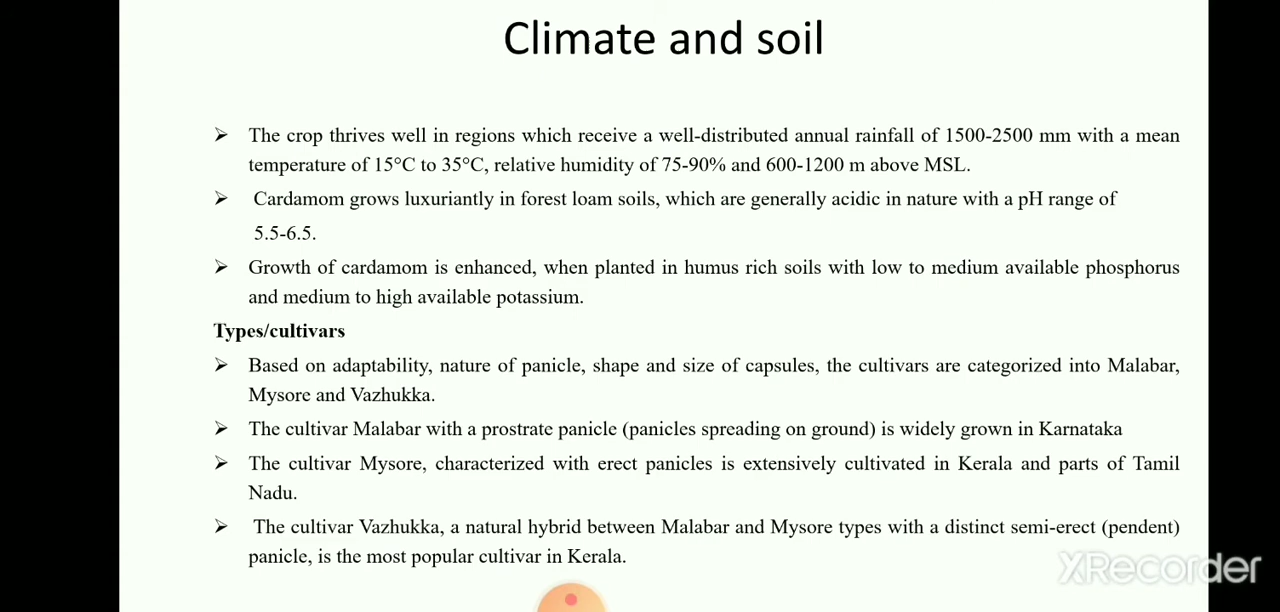 Climate and soil
➢ The crop thrives well in regions which receive a well-distributed annual rainfall of 1500-2500 mm with a mean
temperature of 15°C to 35°C, relative humidity of 75-90% and 600-1200 m above MSL.
➢ Cardamom grows luxuriantly in forest loam soils, which are generally acidic in nature with a pH range of
5.5-6.5.
➢ Growth of cardamom is enhanced, when planted in humus rich soils with low to medium available phosphorus
and medium to high available potassium.
Types/cultivars
➢ Based on adaptability, nature of panicle, shape and size of capsules, the cultivars are categorized into Malabar,
Mysore and Vazhukka.
➢ The cultivar Malabar with a prostrate panicle (panicles spreading on ground) is widely grown in Karnataka
➢ The cultivar Mysore, characterized with erect panicles is extensively cultivated in Kerala and parts of Tamil
Nadu.
➢ The cultivar Vazhukka, a natural hybrid between Malabar and Mysore types with a distinct semi-erect (pendent)
panicle, is the most popular cultivar in Kerala.
XRecorder